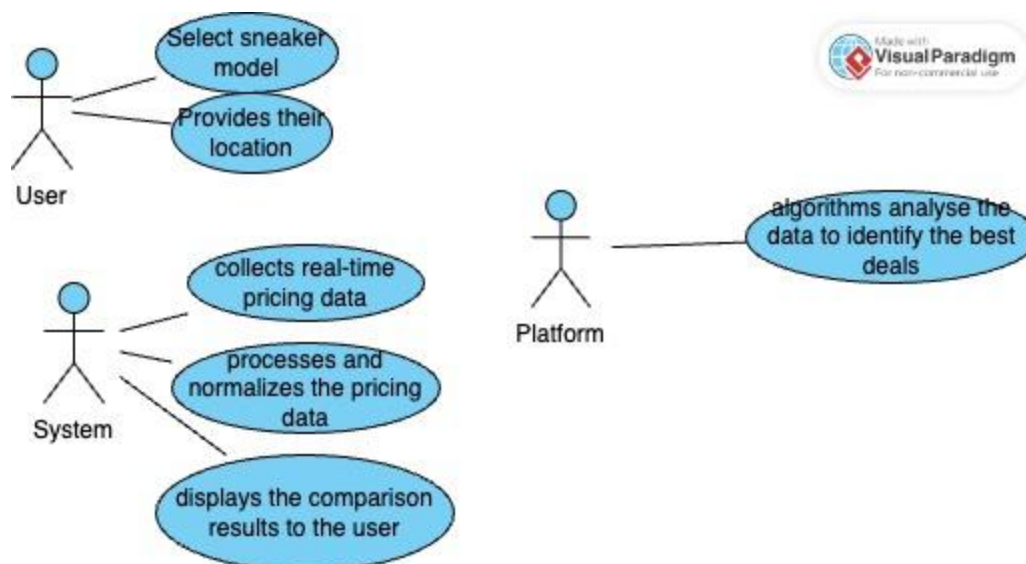 Select sneaker
model
Provides their
location
User
Made with
Visual Paradigm
For non-commercial use
algorithms analyse the
data to identify the best
deals
Platform
collects real-time
pricing data
processes and
normalizes the pricing
data
System
displays the comparison
results to the user